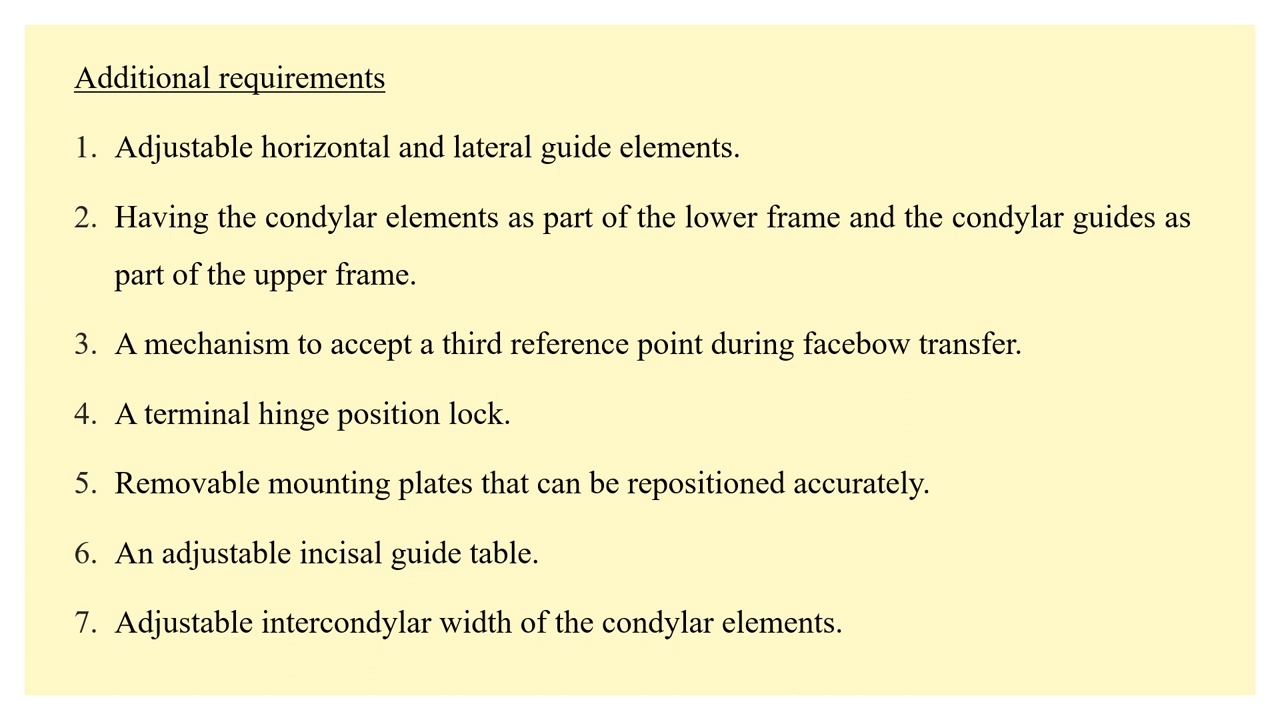 Additional requirements
1. Adjustable horizontal and lateral guide elements.
2. Having the condylar elements as part of the lower frame and the condylar guides as
part of the upper frame.
3. A mechanism to accept a third reference point during facebow transfer.
4. A terminal hinge position lock.
5. Removable mounting plates that can be repositioned accurately.
6. An adjustable incisal guide table.
7. Adjustable intercondylar width of the condylar elements.